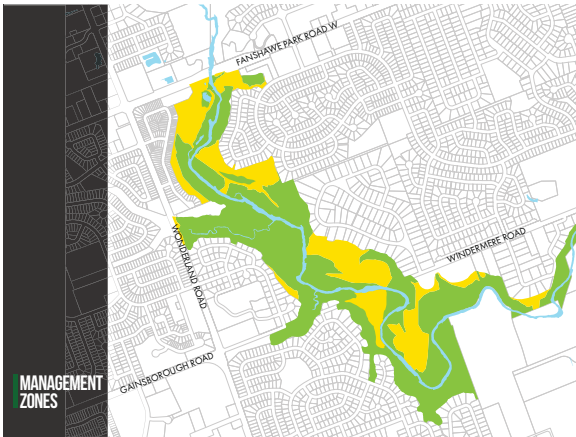 FANSHAWE PARK ROAD W
WINDERMERE ROAD
WONDERLAND ROAD
GAINSBOROUGH ROAD
MANAGEMENT
ZONES